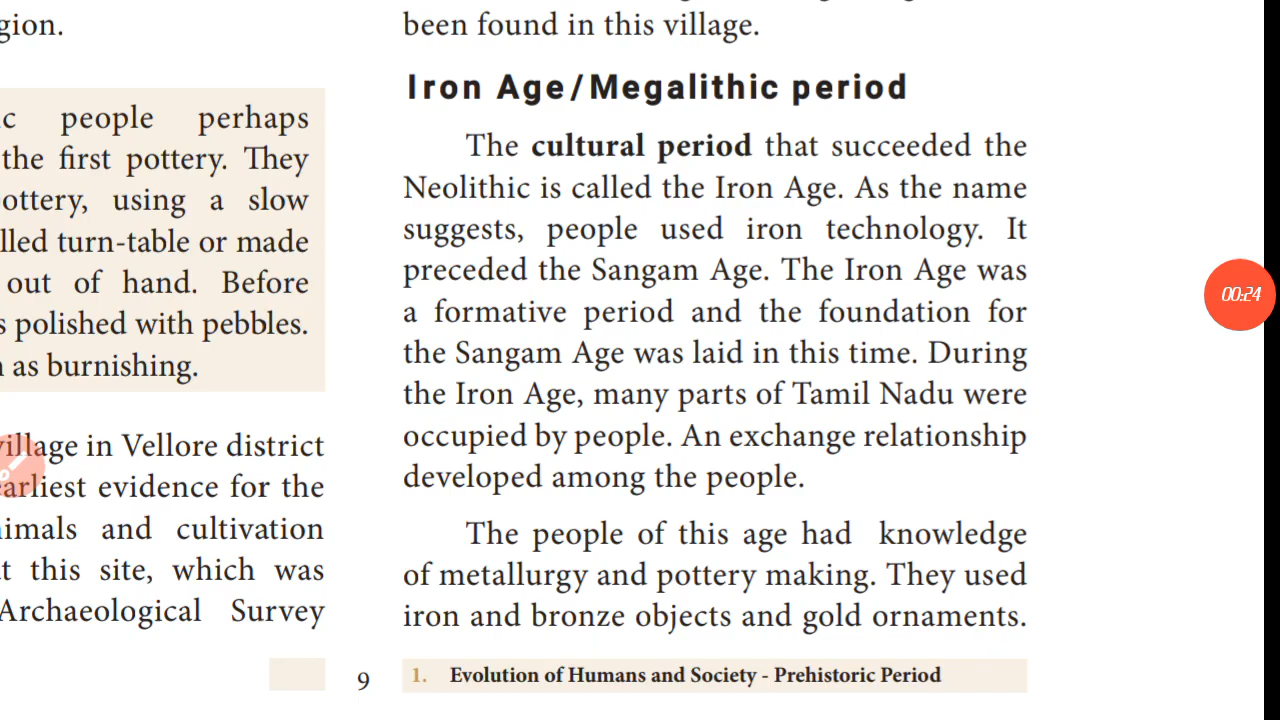 gion.
c people perhaps
the first pottery. They
ottery, using a slow
lled turn-table or made
out of hand. Before
s polished with pebbles.
n as burnishing.
village in Vellore district
earliest evidence for the
nimals and cultivation
t this site, which was
Archaeological Survey
been found in this village.
Iron Age/Megalithic period
The cultural period that succeeded the
Neolithic is called the Iron Age. As the name
suggests, people used iron technology. It
preceded the Sangam Age. The Iron Age was
a formative period and the foundation for
the Sangam Age was laid in this time. During
the Iron Age, many parts of Tamil Nadu were
occupied by people. An exchange relationship
developed among the people.
The people of this age had knowledge
of metallurgy and pottery making. They used
iron and bronze objects and gold ornaments.
9
1. Evolution of Humans and Society - Prehistoric Period
00:24